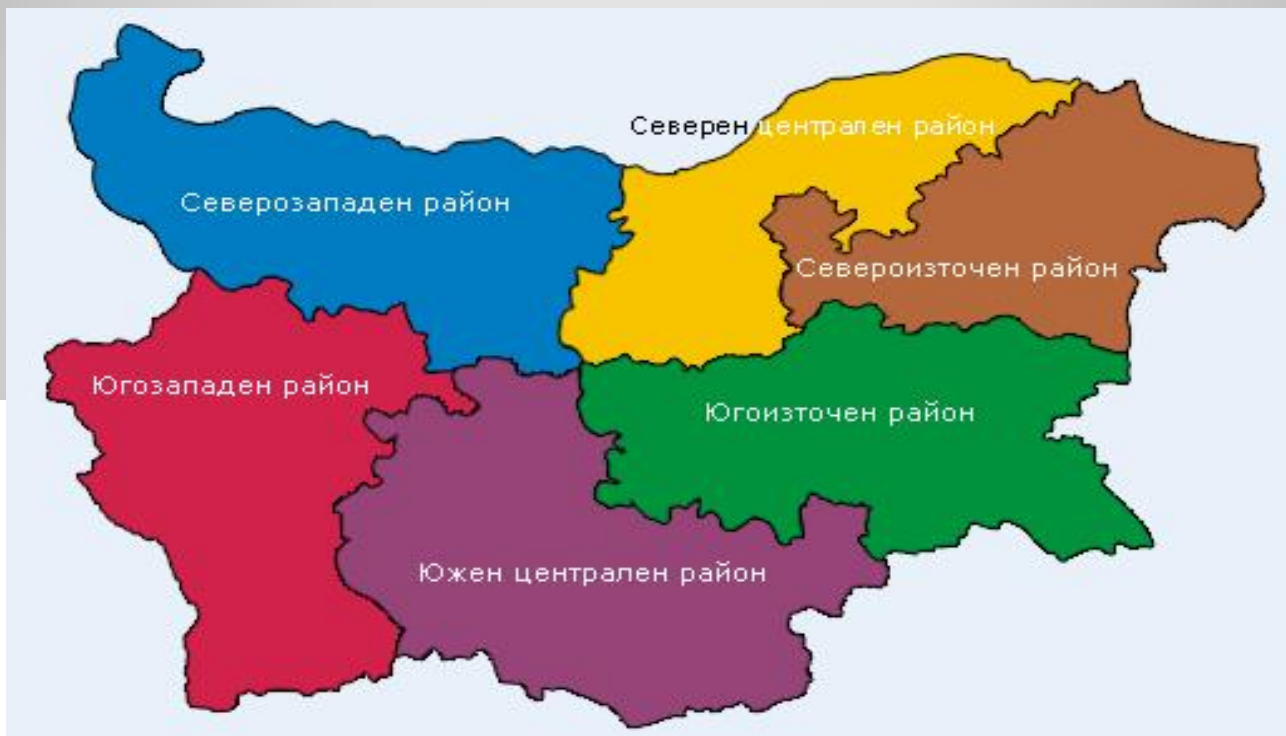 Северен централен район
Северозападен район
Североизточен район
Югозападен район
Югоизточен район
Южен централен район